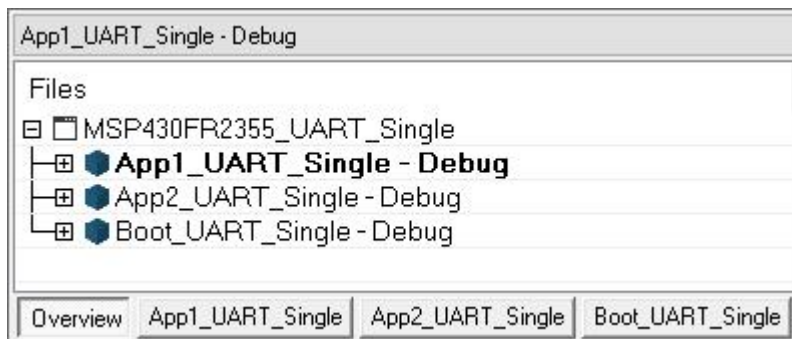 App1_UART_Single - Debug
Files
MSP430FR2355_UART_Single
App1_UART_Single - Debug
App2_UART_Single - Debug
Boot_UART_Single - Debug
Overview App1_UART_Single App2_UART_Single Boot_UART_Single